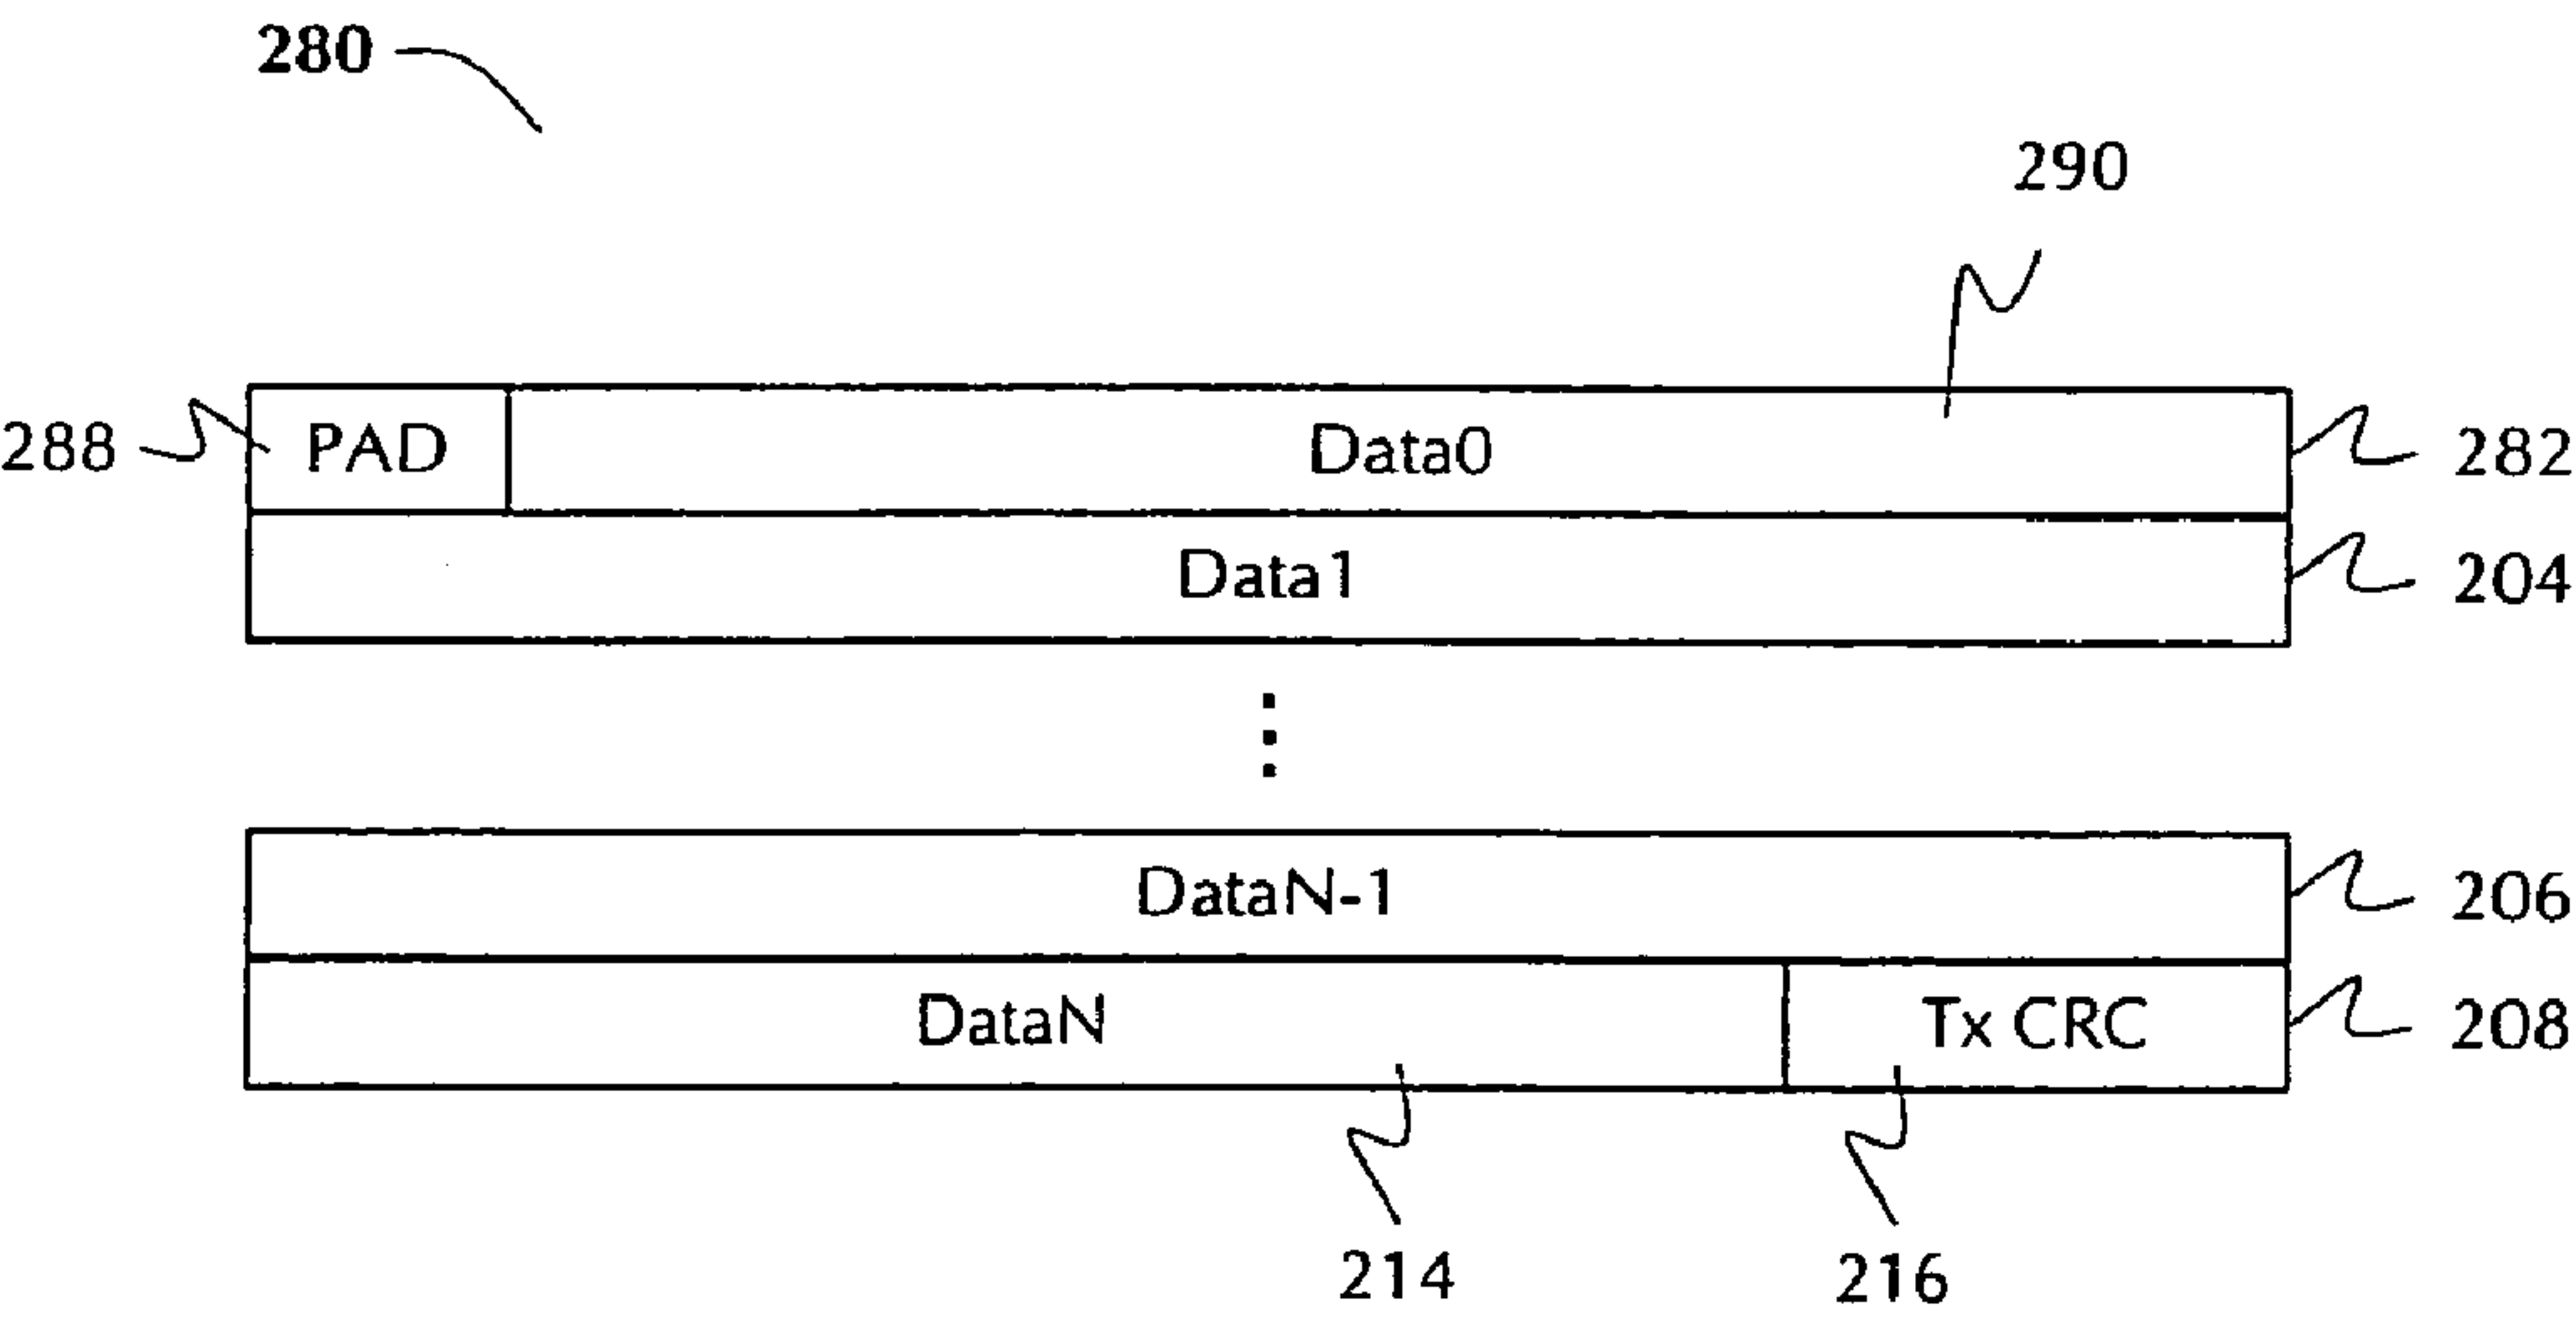 280
290
288 PAD Data0 282
Data1 204
DataN-1 206
DataN Tx CRC 208
214 216